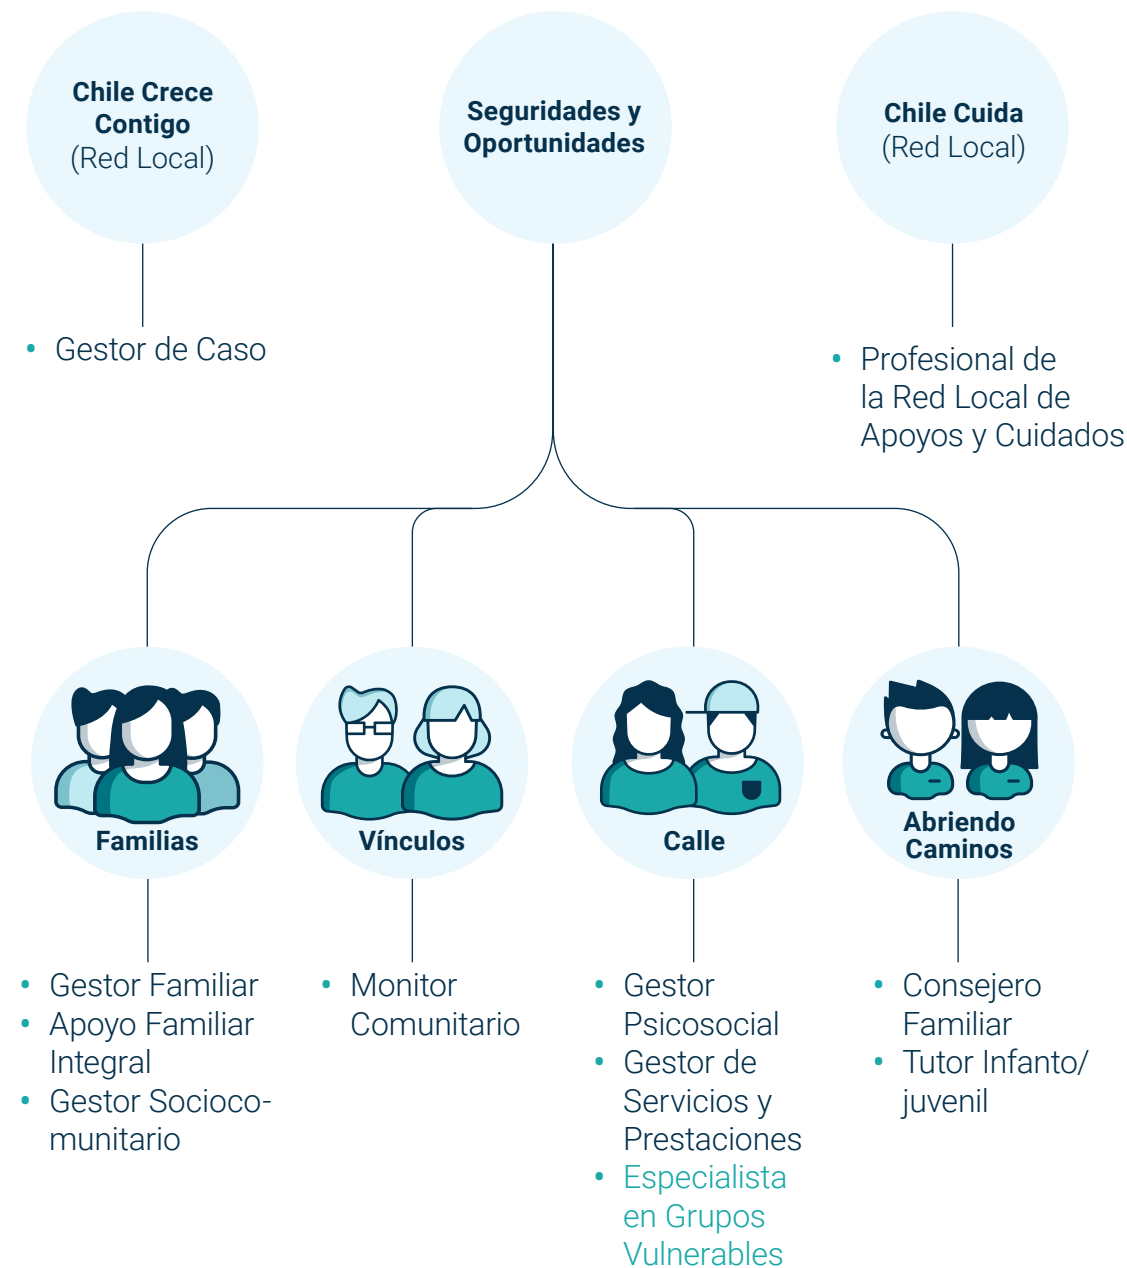 Chile Crece
Contigo
(Red Local)
Seguridades y
Oportunidades
Chile Cuida
(Red Local)
• Gestor de Caso
• Profesional de
la Red Local de
Apoyos y Cuidados
Familias
Vínculos
Calle
Abriendo
Caminos
• Gestor Familiar
• Apoyo Familiar
Integral
• Gestor Socioco-
munitario
• Monitor
Comunitario
• Gestor
Psicosocial
• Gestor de
Servicios y
Prestaciones
• Especialista
en Grupos
Vulnerables
• Consejero
Familiar
• Tutor Infanto/
juvenil